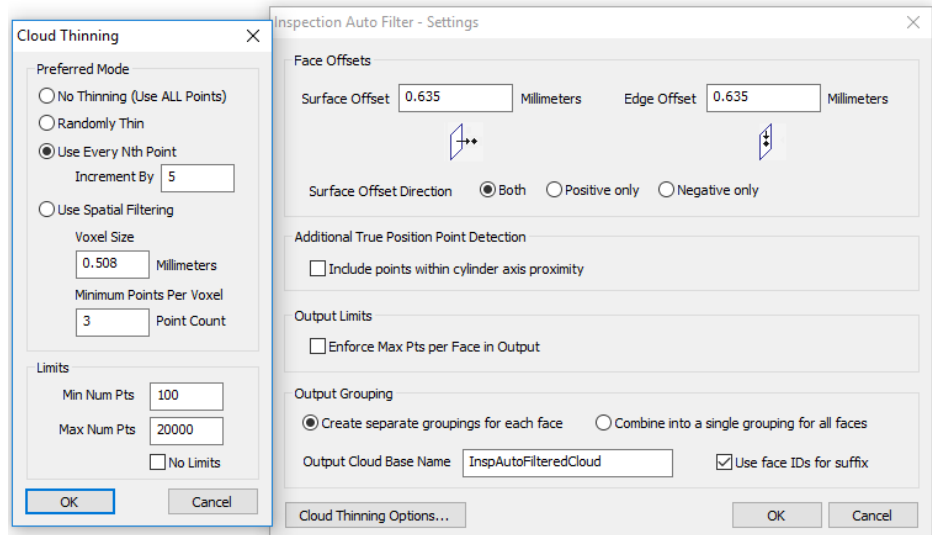 Cloud Thinning
Preferred Mode
No Thinning (Use ALL Points)
Randomly Thin
Use Every Nth Point
Increment By 5
Use Spatial Filtering
Voxel Size
0.508 Millimeters
Minimum Points Per Voxel
3 Point Count
Limits
Min Num Pts 100
Max Num Pts 20000
No Limits
OK Cancel
Inspection Auto Filter - Settings
Face Offsets
Surface Offset 0.635 Millimeters Edge Offset 0.635 Millimeters
Surface Offset Direction Both Positive only Negative only
Additional True Position Point Detection
Include points within cylinder axis proximity
Output Limits
Enforce Max Pts per Face in Output
Output Grouping
Create separate groupings for each face Combine into a single grouping for all faces
Output Cloud Base Name InspAutoFilteredCloud Use face IDs for suffix
Cloud Thinning Options... OK Cancel